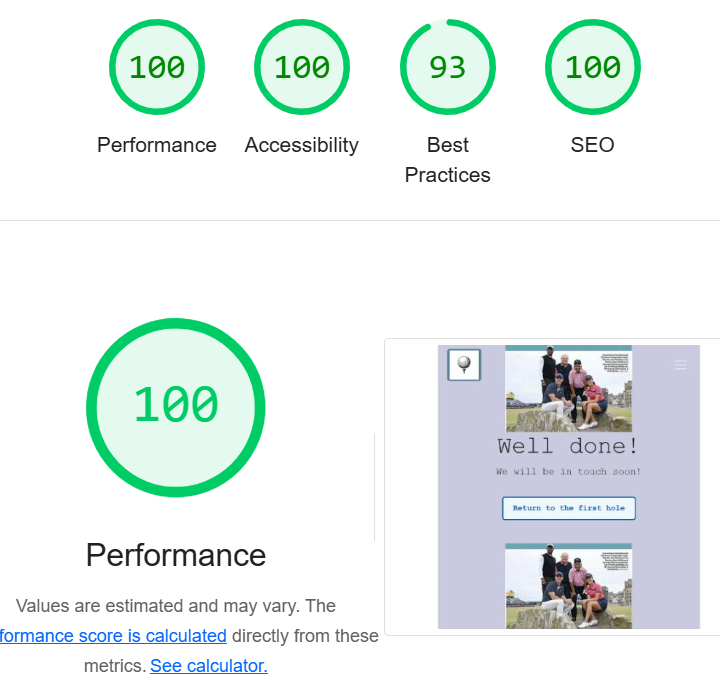 100
100
93
100
Performance
Accessibility
Best
Practices
SEO
100
Performance
Values are estimated and may vary. The
formance score is calculated directly from these
metrics. See calculator.
Well done!
We will be in touch soon!
Return to the first hole